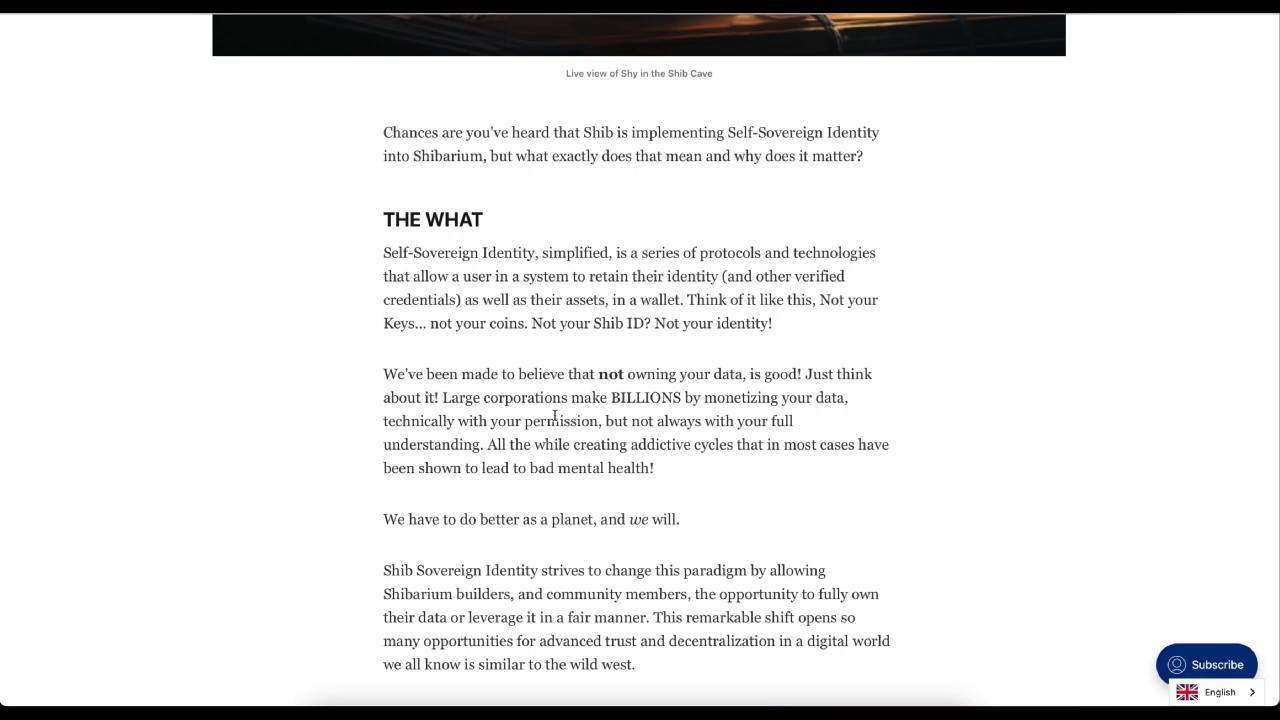 Live view of Shy in the Shib Cave
Chances are you've heard that Shib is implementing Self-Sovereign Identity
into Shibarium, but what exactly does that mean and why does it matter?
THE WHAT
Self-Sovereign Identity, simplified, is a series of protocols and technologies
that allow a user in a system to retain their identity (and other verified
credentials) as well as their assets, in a wallet. Think of it like this, Not your
Keys... not your coins. Not your Shib ID? Not your identity!
We've been made to believe that not owning your data, is good! Just think
about it! Large corporations make BILLIONS by monetizing your data,
technically with your permission, but not always with your full
understanding. All the while creating addictive cycles that in most cases have
been shown to lead to bad mental health!
We have to do better as a planet, and we will.
Shib Sovereign Identity strives to change this paradigm by allowing
Shibarium builders, and community members, the opportunity to fully own
their data or leverage it in a fair manner. This remarkable shift opens so
many opportunities for advanced trust and decentralization in a digital world
we all know is similar to the wild west.
Subscribe
English